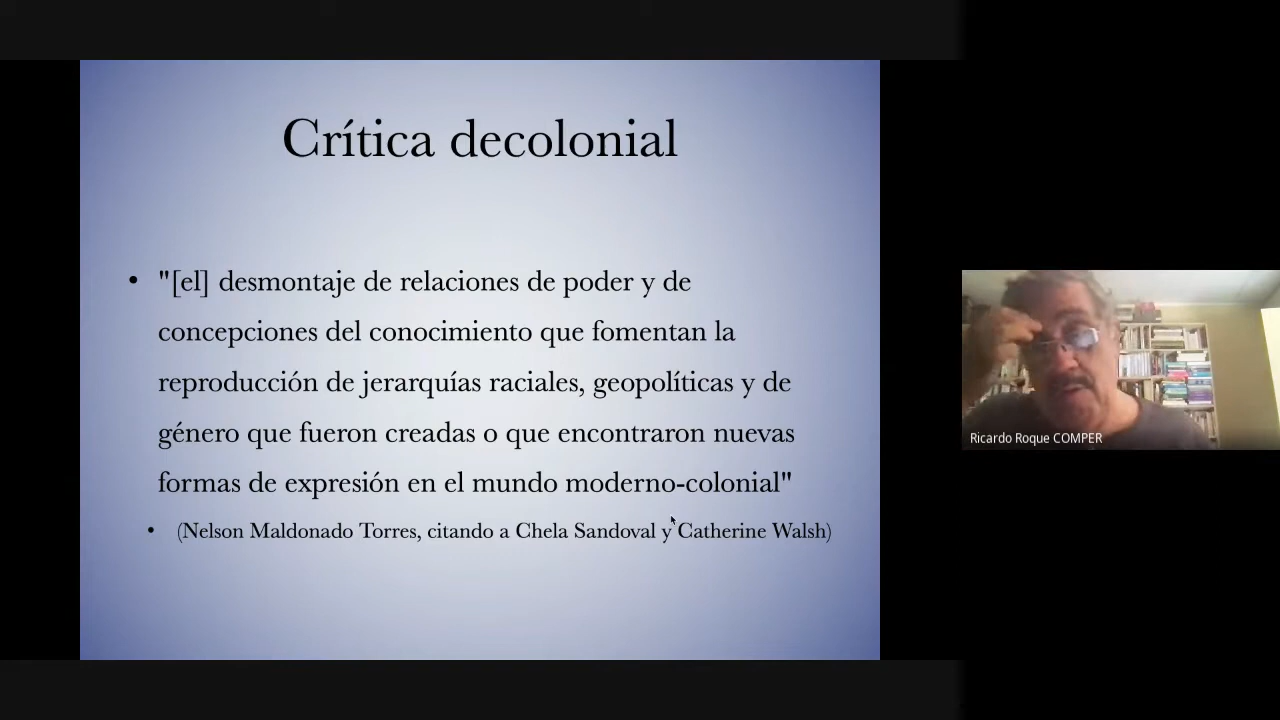 Crítica decolonial
• "[el] desmontaje de relaciones de poder y de
concepciones del conocimiento que fomentan la
reproducción de jerarquías raciales, geopolíticas y de
género que fueron creadas o que encontraron nuevas
formas de expresión en el mundo moderno-colonial"
• (Nelson Maldonado Torres, citando a Chela Sandoval y Catherine Walsh)
Ricardo Roque COMPER